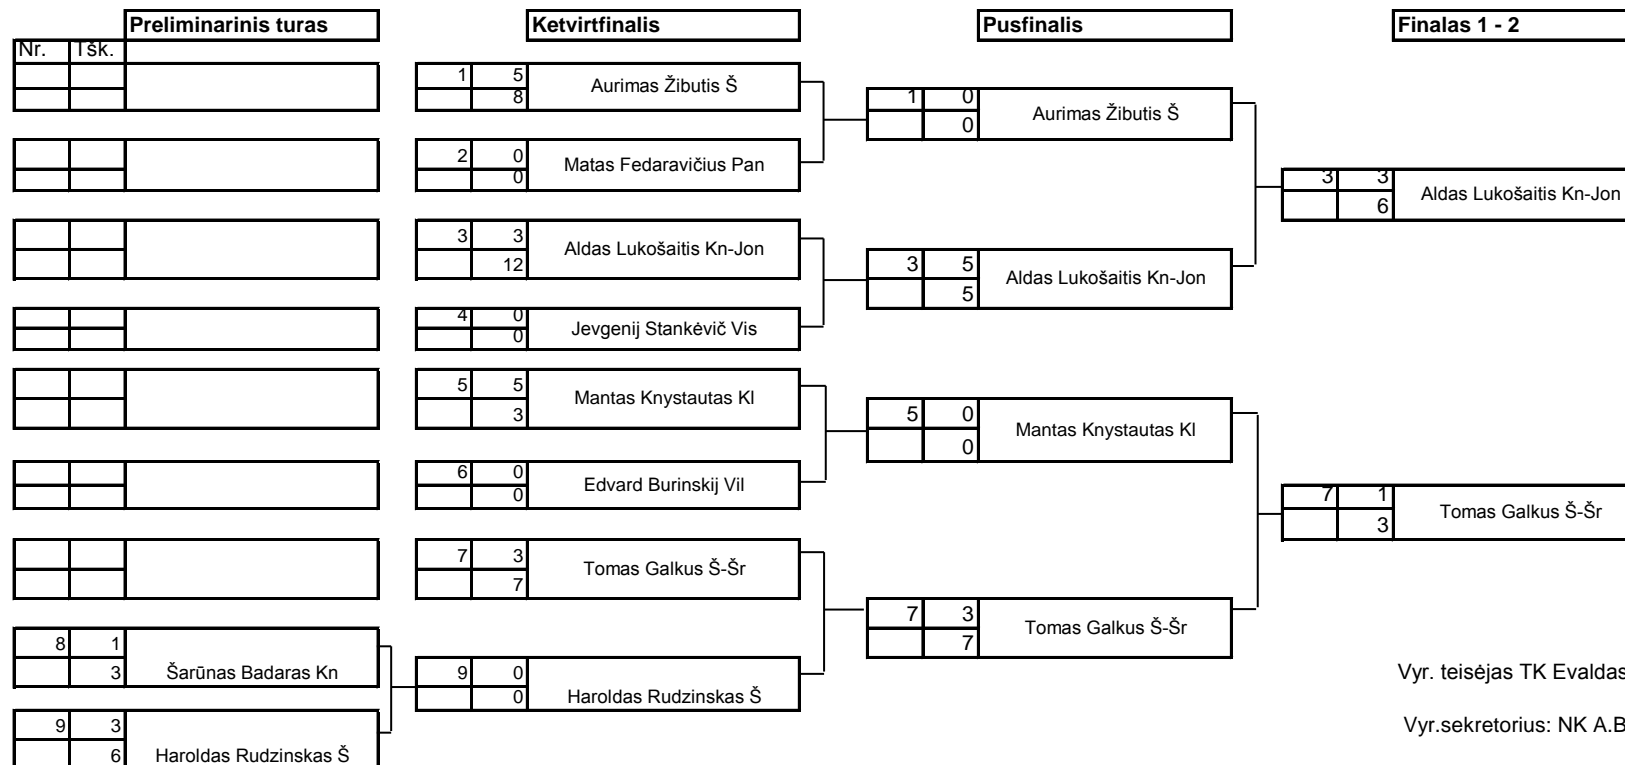 Preliminarinis turas Ketvirtfinalis Pusfinalis Finalas 1 - 2
Nr. Tšk.
1 5 Aurimas Žibutis Š
8
1 0 Aurimas Žibutis Š
0
2 0 Matas Fedaravičius Pan
0
3 3 Aldas Lukošaitis Kn-Jon
6
3 3 Aldas Lukošaitis Kn-Jon
12
3 5 Aldas Lukošaitis Kn-Jon
5
4 0 Jevgenij Stankėvič Vis
0
5 5 Mantas Knystautas Kl
3
5 0 Mantas Knystautas Kl
0
6 0 Edvard Burinskij Vil
0
7 1 Tomas Galkus Š-Šr
3
7 3 Tomas Galkus Š-Šr
7
7 3 Tomas Galkus Š-Šr
7
8 1 Šarūnas Badaras Kn
3
9 0 Haroldas Rudzinskas Š
0
Vyr. teisėjas TK Evaldas
9 3 Haroldas Rudzinskas Š
6
Vyr.sekretorius: NK A.B